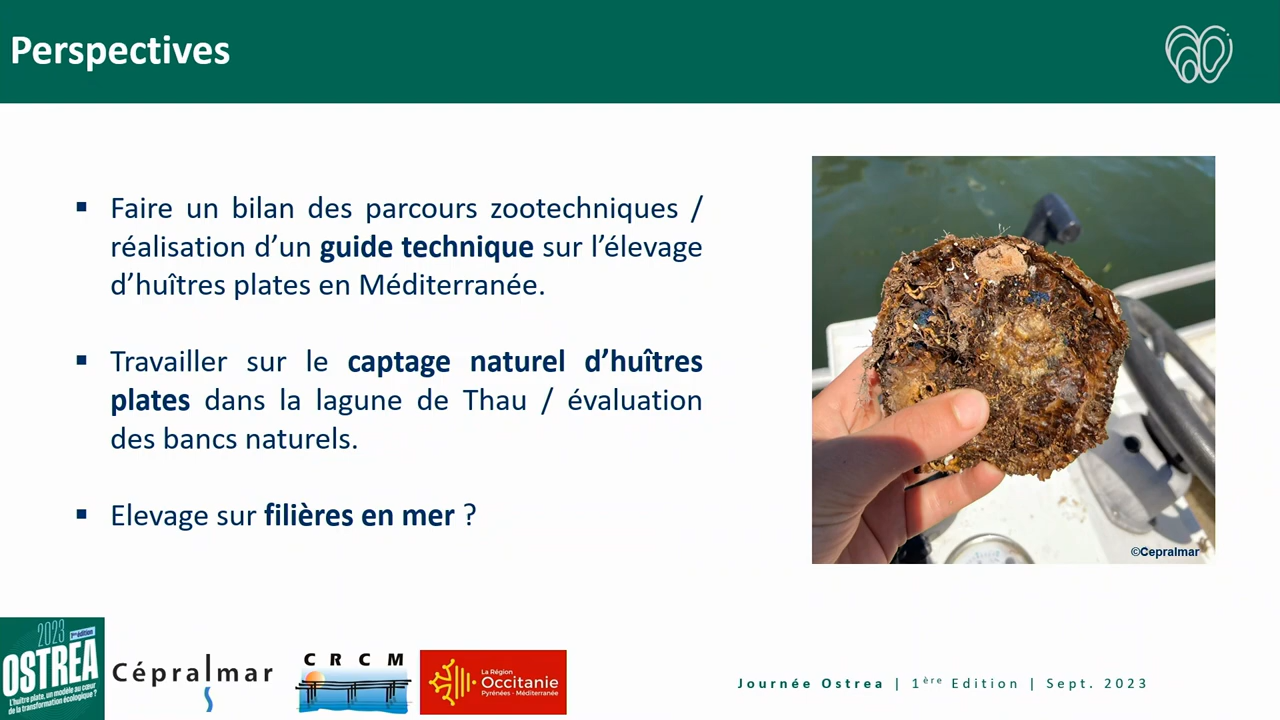 Perspectives
▪ Faire un bilan des parcours zootechniques /
réalisation d’un guide technique sur l’élevage
d’huîtres plates en Méditerranée.
▪ Travailler sur le captage naturel d’huîtres
plates dans la lagune de Thau / évaluation
des bancs naturels.
▪ Elevage sur filières en mer ?
©Cepralmar
2023
1ère édition
OSTREA
L'huître plate, un modèle au cœur
de la transformation écologique ?
Cépralmar
CRCM
La Région
Occitanie
Pyrénées - Méditerranée
Journée Ostrea | 1ère Edition | Sept. 2023